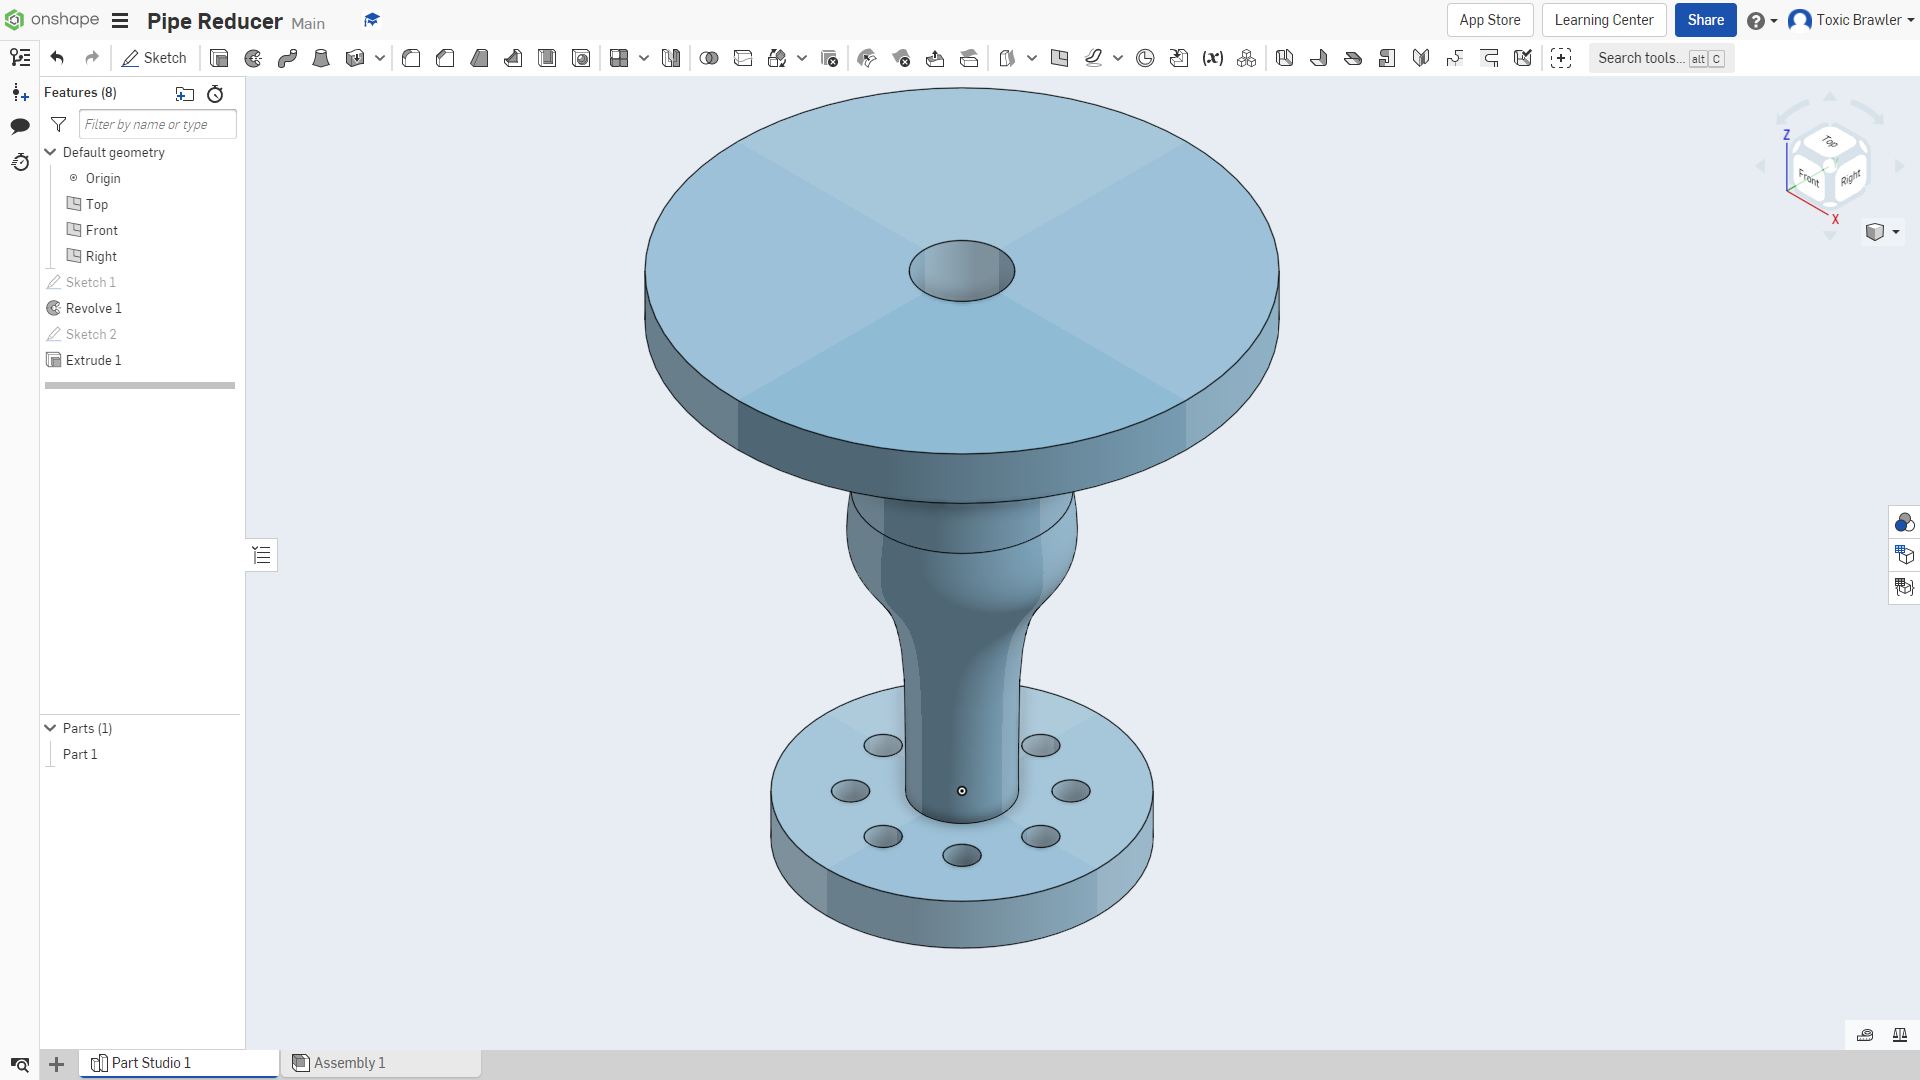 onshape Pipe Reducer Main App Store Learning Center Share Toxic Brawler
Sketch Search tools... alt C
Features (8)
Filter by name or type
Default geometry
Origin
Top
Front
Right
Sketch 1
Revolve 1
Sketch 2
Extrude 1
Parts (1)
Part 1
Z
Top
Front
Right
X
Part Studio 1 Assembly 1